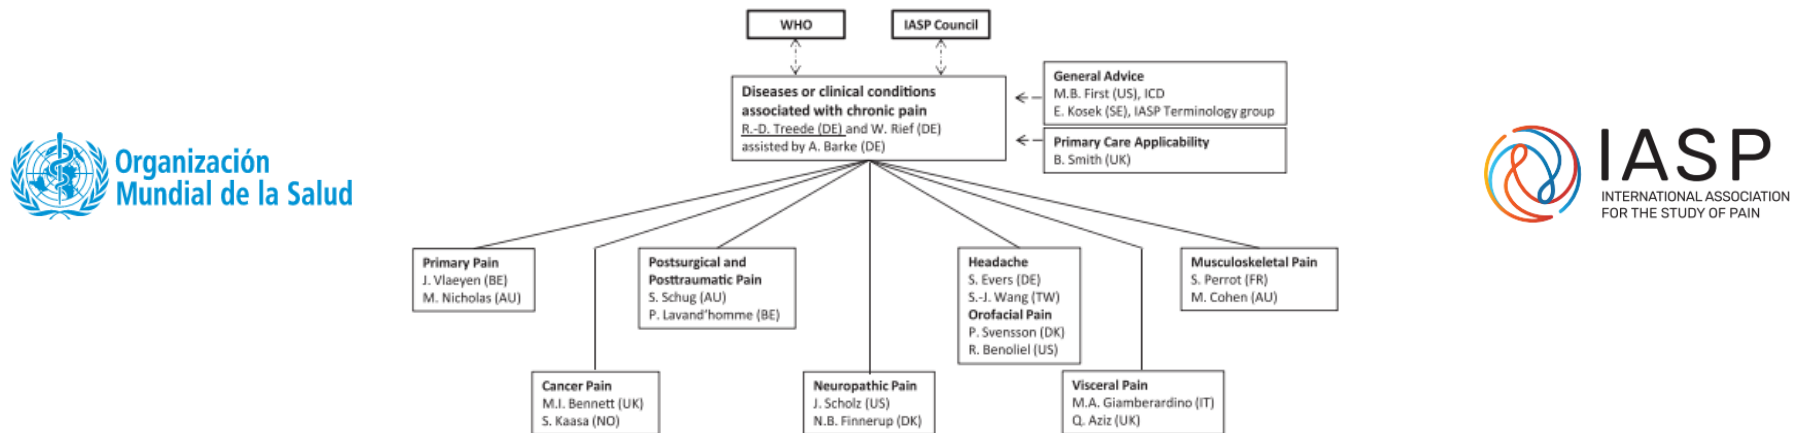 WHO
IASP Council
Diseases or clinical conditions
associated with chronic pain
R.-D. Treede (DE) and W. Rief (DE)
assisted by A. Barke (DE)
General Advice
M.B. First (US), ICD
E. Kosek (SE), IASP Terminology group
Primary Care Applicability
B. Smith (UK)
Organización
Mundial de la Salud
IASP
INTERNATIONAL ASSOCIATION
FOR THE STUDY OF PAIN
Primary Pain
J. Vlaeyen (BE)
M. Nicholas (AU)
Postsurgical and
Posttraumatic Pain
S. Schug (AU)
P. Lavand'homme (BE)
Headache
S. Evers (DE)
S.-J. Wang (TW)
Orofacial Pain
P. Svensson (DK)
R. Benoliel (US)
Musculoskeletal Pain
S. Perrot (FR)
M. Cohen (AU)
Cancer Pain
M.I. Bennett (UK)
S. Kaasa (NO)
Neuropathic Pain
J. Scholz (US)
N.B. Finnerup (DK)
Visceral Pain
M.A. Giamberardino (IT)
Q. Aziz (UK)